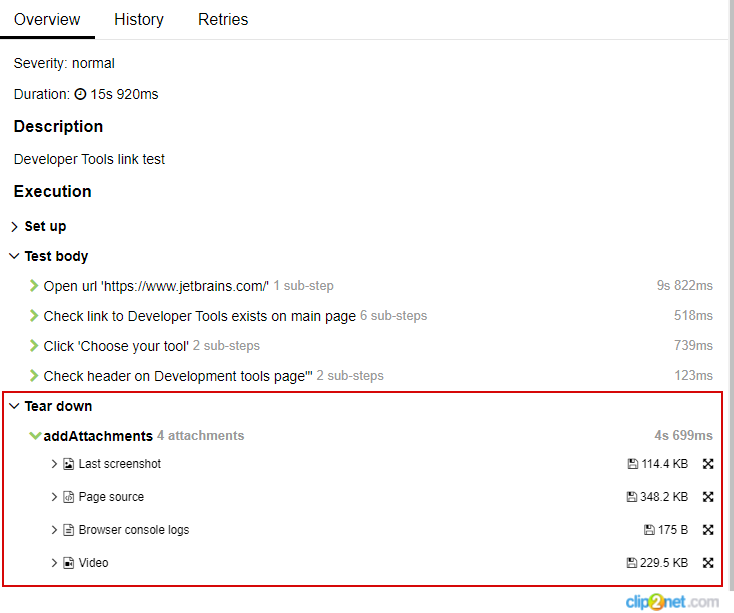 Overview History Retries
Severity: normal
Duration: 15s 920ms
Description
Developer Tools link test
Execution
Set up
Test body
Open url 'https://www.jetbrains.com/' 1 sub-step 9s 822ms
Check link to Developer Tools exists on main page 6 sub-steps 518ms
Click 'Choose your tool' 2 sub-steps 739ms
Check header on Development tools page'" 2 sub-steps 123ms
Tear down
addAttachments 4 attachments 4s 699ms
Last screenshot 114.4 KB
Page source 348.2 KB
Browser console logs 175 B
Video 229.5 KB
clip2net.com